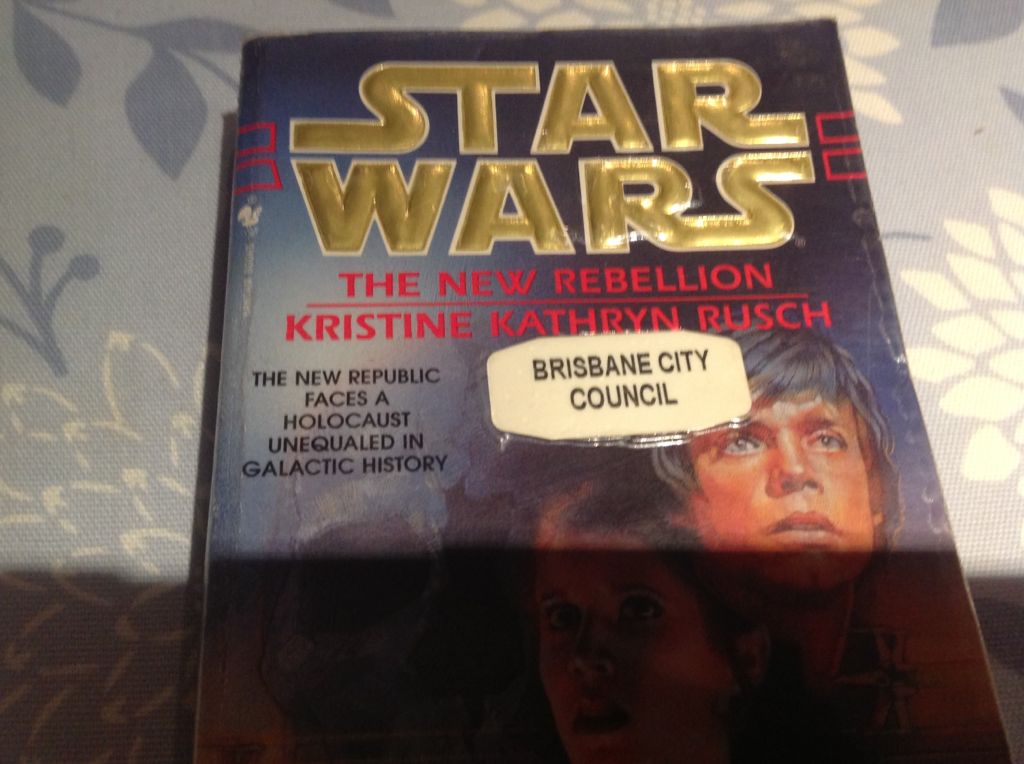 STAR
WARS
THE NEW REBELLION
KRISTINE KATHRYN RUSCH
THE NEW REPUBLIC
FACES A
HOLOCAUST
UNEQUALED IN
GALACTIC HISTORY
BRISBANE CITY
COUNCIL